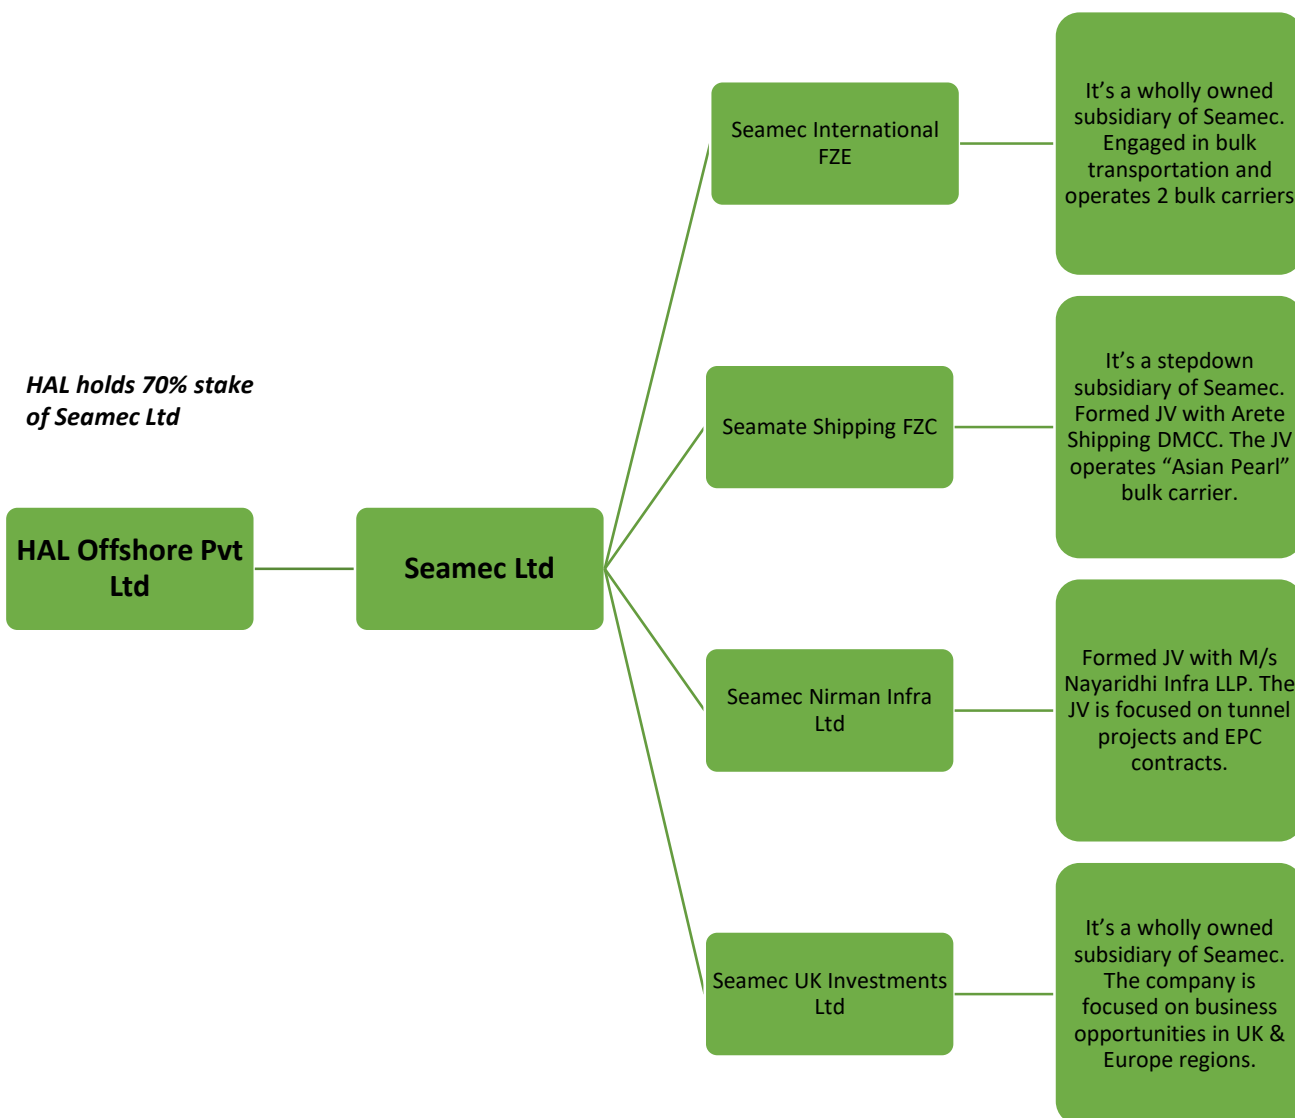 HAL holds 70% stake
of Seamec Ltd
HAL Offshore Pvt
Ltd
Seamec Ltd
Seamec International
FZE
It’s a wholly owned
subsidiary of Seamec.
Engaged in bulk
transportation and
operates 2 bulk carriers
Seamate Shipping FZC
It’s a stepdown
subsidiary of Seamec.
Formed JV with Arete
Shipping DMCC. The JV
operates “Asian Pearl”
bulk carrier.
Seamec Nirman Infra
Ltd
Formed JV with M/s
Nayaridhi Infra LLP. The
JV is focused on tunnel
projects and EPC
contracts.
Seamec UK Investments
Ltd
It’s a wholly owned
subsidiary of Seamec.
The company is
focused on business
opportunities in UK &
Europe regions.